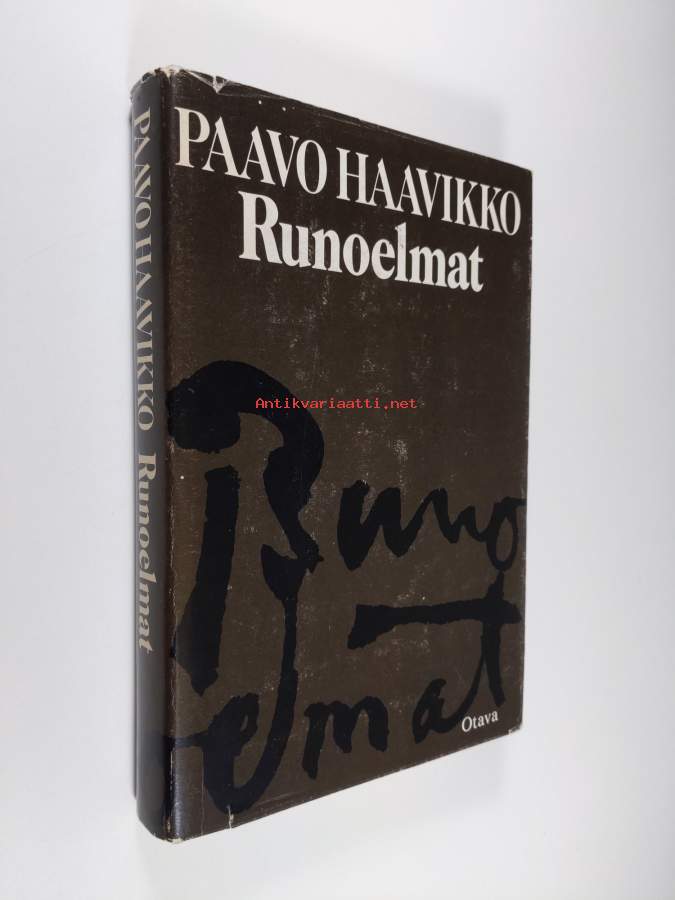 PAAVO HAAVIKKO
Runoelmat
Antikvariaatti.net
Runo
elmat
Otava
PAAVO HAAVIKKO Runoelmat